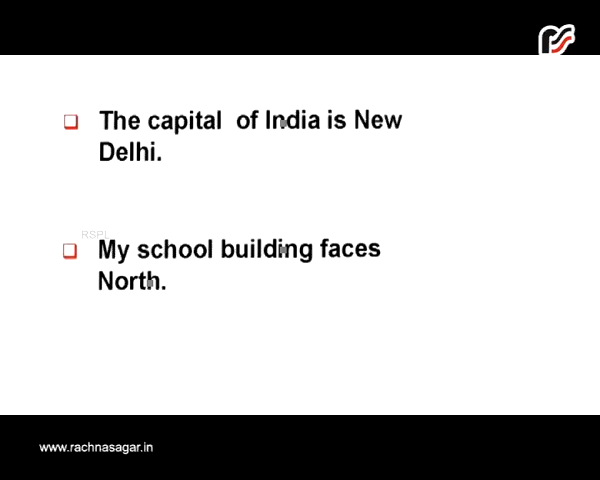 The capital of India is New
Delhi.
RSPL
My school building faces
North.
www.rachnasagar.in